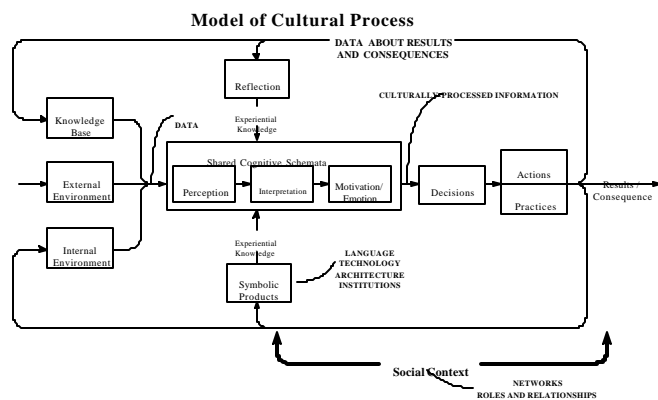 Model of Cultural Process
DATA ABOUT RESULTS
AND CONSEQUENCES
Reflection
CULTURALLY-PROCESSED INFORMATION
Knowledge
Base
Experiential
Knowledge
DATA
Shared Cognitive Schemata
External
Environment
Perception
Interpretation
Motivation/
Emotion
Decisions
Actions
Practices
Results /
Consequence
Internal
Environment
Experiential
Knowledge
Symbolic
Products
LANGUAGE
TECHNOLOGY
ARCHITECTURE
INSTITUTIONS
Social Context
NETWORKS
ROLES AND RELATIONSHIPS